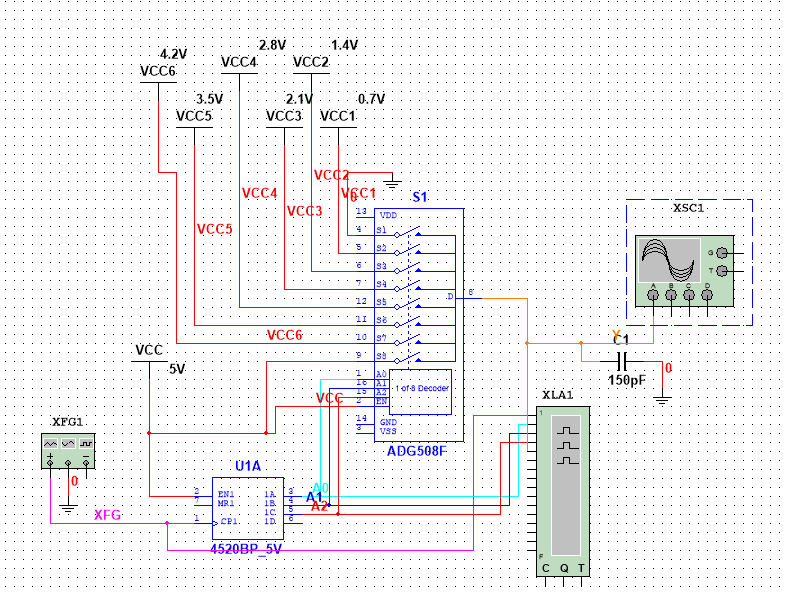 4.2V
VCC6
2.8V
VCC4
1.4V
VCC2
3.5V
VCC5
2.1V
VCC3
0.7V
VCC1
VCC2
VCC4
VCC1
0
VCC3
VCC5
VCC6
S1
13 VDD
4 S1
5 S2
6 S3
7 S4
12 S5
11 S6
10 S7
9 S8
D 8
1 A0
16 A1
15 A2
2 EN
1 of 8 Decoder
14 GND
3 VSS
ADG508F
VCC
5V
VCC
XSC1
G
T
A B C D
Y
C1
150pF
0
XLA1
1
F
C Q T
XFG1
+
−
0
XFG
U1A
2 EN1
7 MR1
1 CP1
1A 3
1B 4
1C 5
1D 6
4520BP_5V
A0
A1
A2